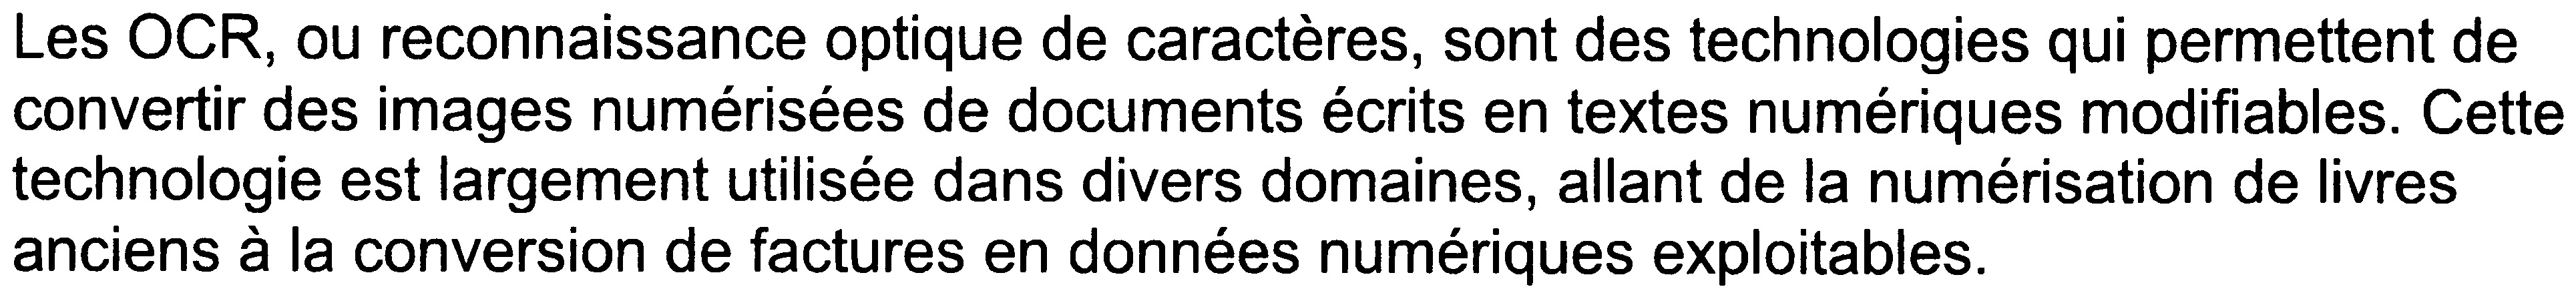 Les OCR, ou reconnaissance optique de caractères, sont des technologies qui permettent de
convertir des images numérisées de documents écrits en textes numériques modifiables. Cette
technologie est largement utilisée dans divers domaines, allant de la numérisation de livres
anciens à la conversion de factures en données numériques exploitables.